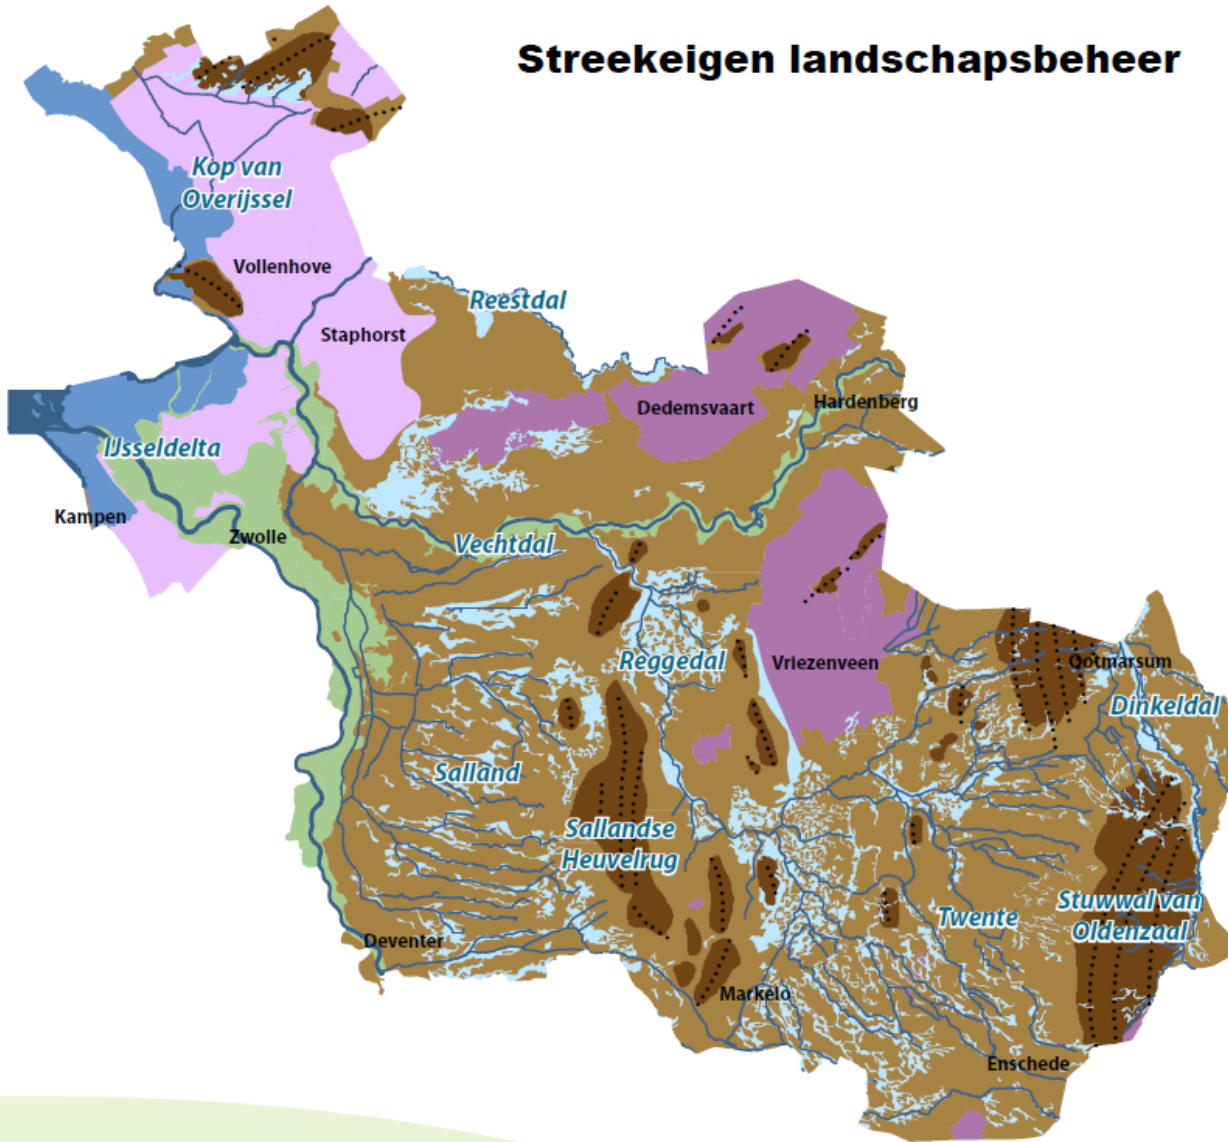 Streekeigen landschapsbeheer
Kop van
Overijssel
Vollenhove
Reestdal
Staphorst
Dedemsvaart
Hardenberg
IJsseldelta
Kampen
Zwolle
Vechtdal
Reggedal
Vriezenveen
Ootmarsum
Dinkeldal
Salland
Sallandse
Heuvelrug
Stuwwal van
Oldenzaal
Twente
Deventer
Markelo
Enschede